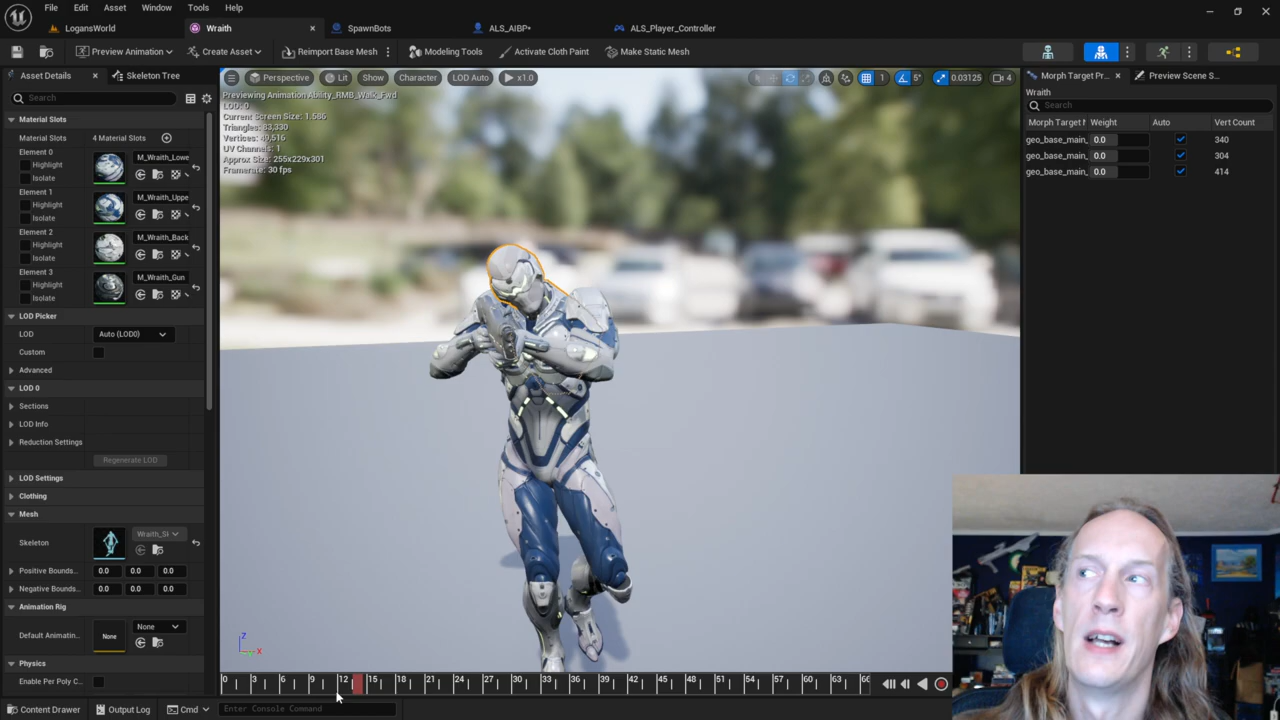 File Edit Asset Window Tools Help
LogansWorld Wraith SpawnBots ALS_AIBP* ALS_Player_Controller
Preview Animation Create Asset Reimport Base Mesh Modeling Tools Activate Cloth Paint Make Static Mesh
Asset Details Skeleton Tree
Search
Material Slots
Material Slots 4 Material Slots
Element 0
Highlight
Isolate
M_Wraith_Lowe
Element 1
Highlight
Isolate
M_Wraith_Uppe
Element 2
Highlight
Isolate
M_Wraith_Back
Element 3
Highlight
Isolate
M_Wraith_Gun
LOD Picker
LOD Auto (LOD0)
Custom
Advanced
LOD 0
Sections
LOD Info
Reduction Settings
Regenerate LOD
LOD Settings
Clothing
Mesh
Skeleton Wraith_Sl
Positive Bounds.. 0.0 0.0 0.0
Negative Bounds.. 0.0 0.0 0.0
Animation Rig
Default Animatin.. None None
Physics
Enable Per Poly C..
Perspective Lit Show Character LOD Auto x1.0 1 5° 0.03125 4
Previewing Animation Ability_RMB_Walk_Fwd
LOD: 0
Current Screen Size: 1.586
Triangles: 83,330
Vertices: 49,516
UV Channels: 1
Approx Size: 255x229x301
Framerate: 30 fps
Z
X
0 3 6 9 12 15 18 21 24 27 30 33 36 39 42 45 48 51 54 57 60 63
Morph Target Pr.. Preview Scene S...
Wraith
Search
Morph Target N Weight Auto Vert Count
geo_base_main_ 0.0 340
geo_base_main_ 0.0 304
geo_base_main_ 0.0 414
Content Drawer Output Log Cmd Enter Console Command